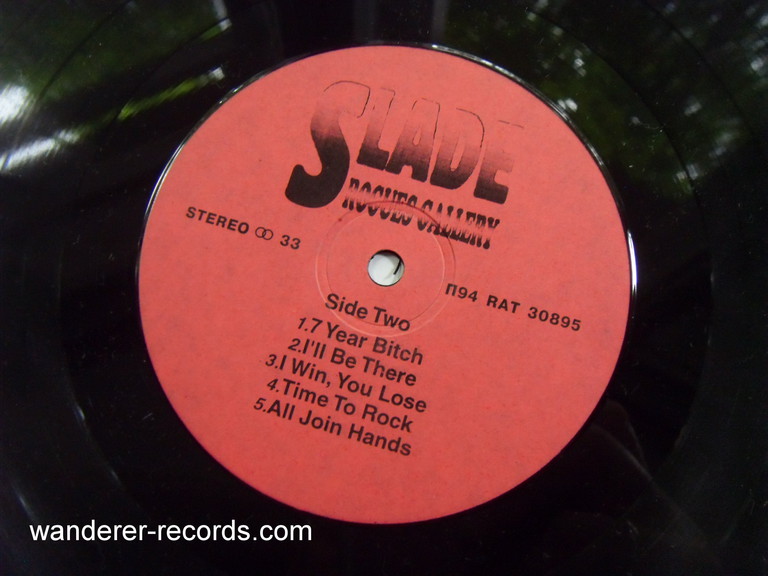 SLADE
ROGUES GALLERY
STEREO 33
П94 RAT 30895
Side Two
1.7 Year Bitch
2.I'll Be There
3.I Win, You Lose
4.Time To Rock
5.All Join Hands
wanderer-records.com